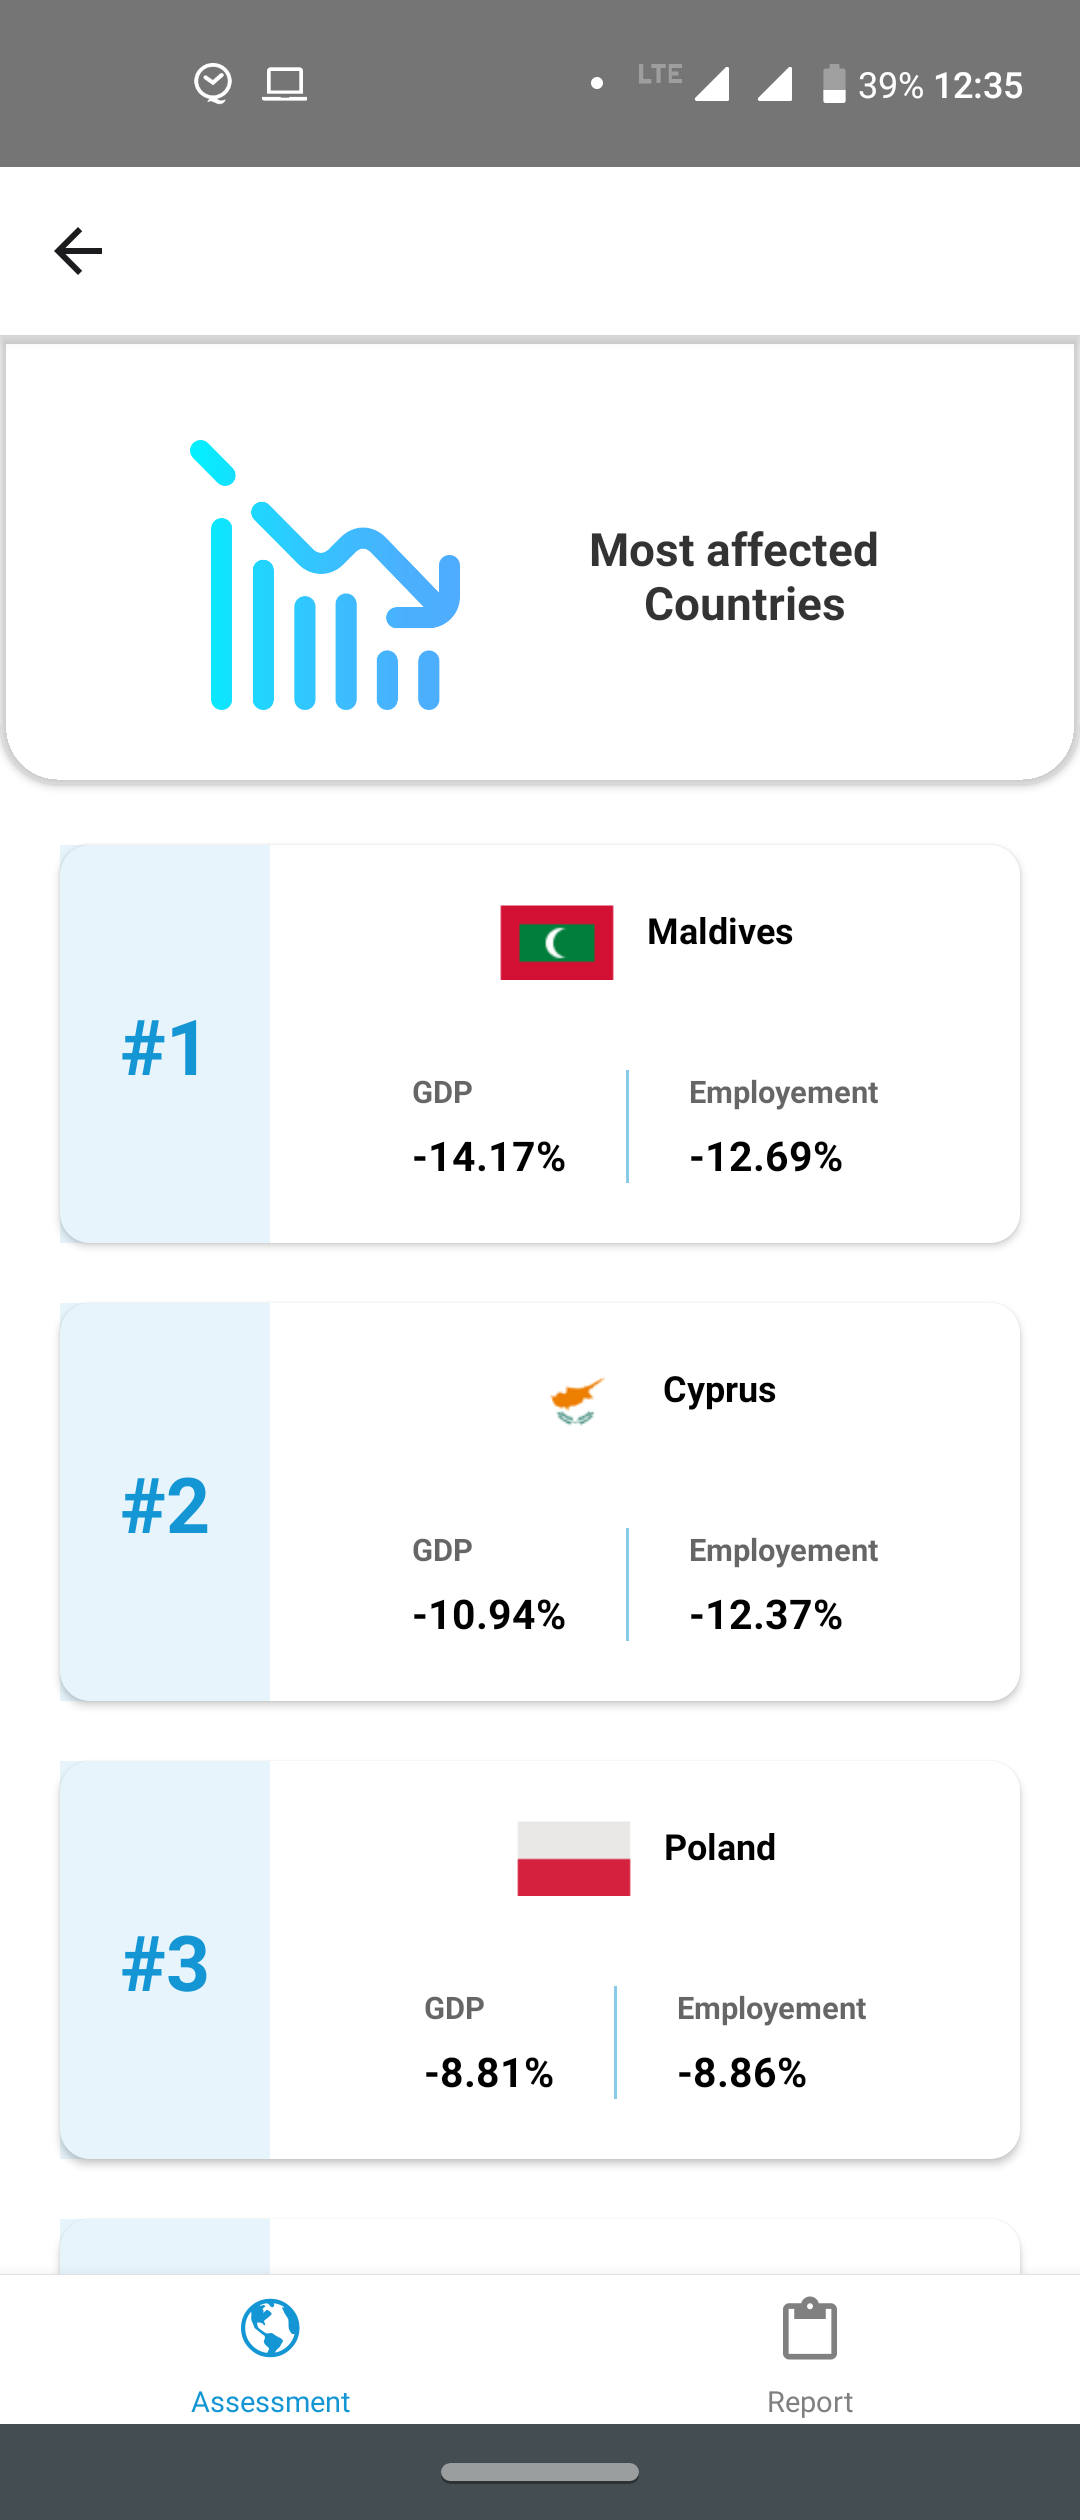 LTE 39% 12:35
Most affected
Countries
#1
Maldives
GDP
-14.17%
Employement
-12.69%
#2
Cyprus
GDP
-10.94%
Employement
-12.37%
#3
Poland
GDP
-8.81%
Employement
-8.86%
Assessment
Report